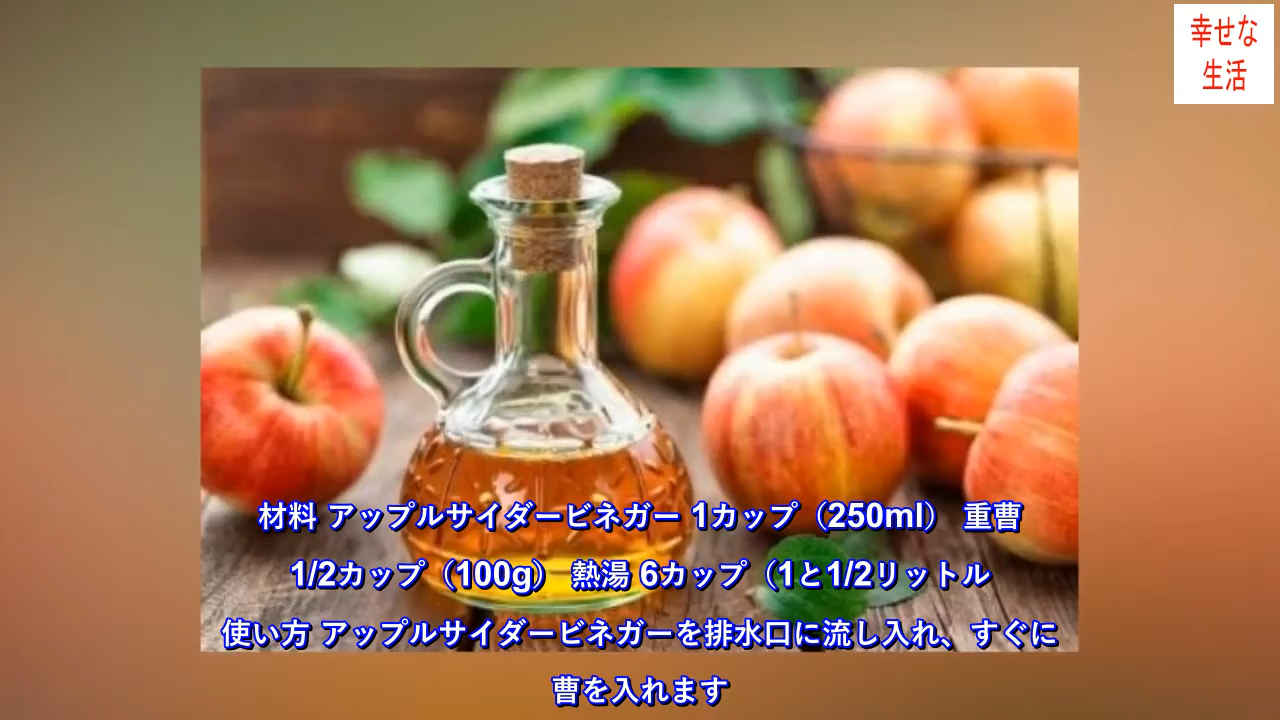 幸せな
生活
材料 アップルサイダービネガー 1カップ（250ml） 重曹
1/2カップ（100g） 熱湯 6カップ（1と1/2リットル
使い方 アップルサイダービネガーを排水口に流し入れ、すぐに
曹を入れます